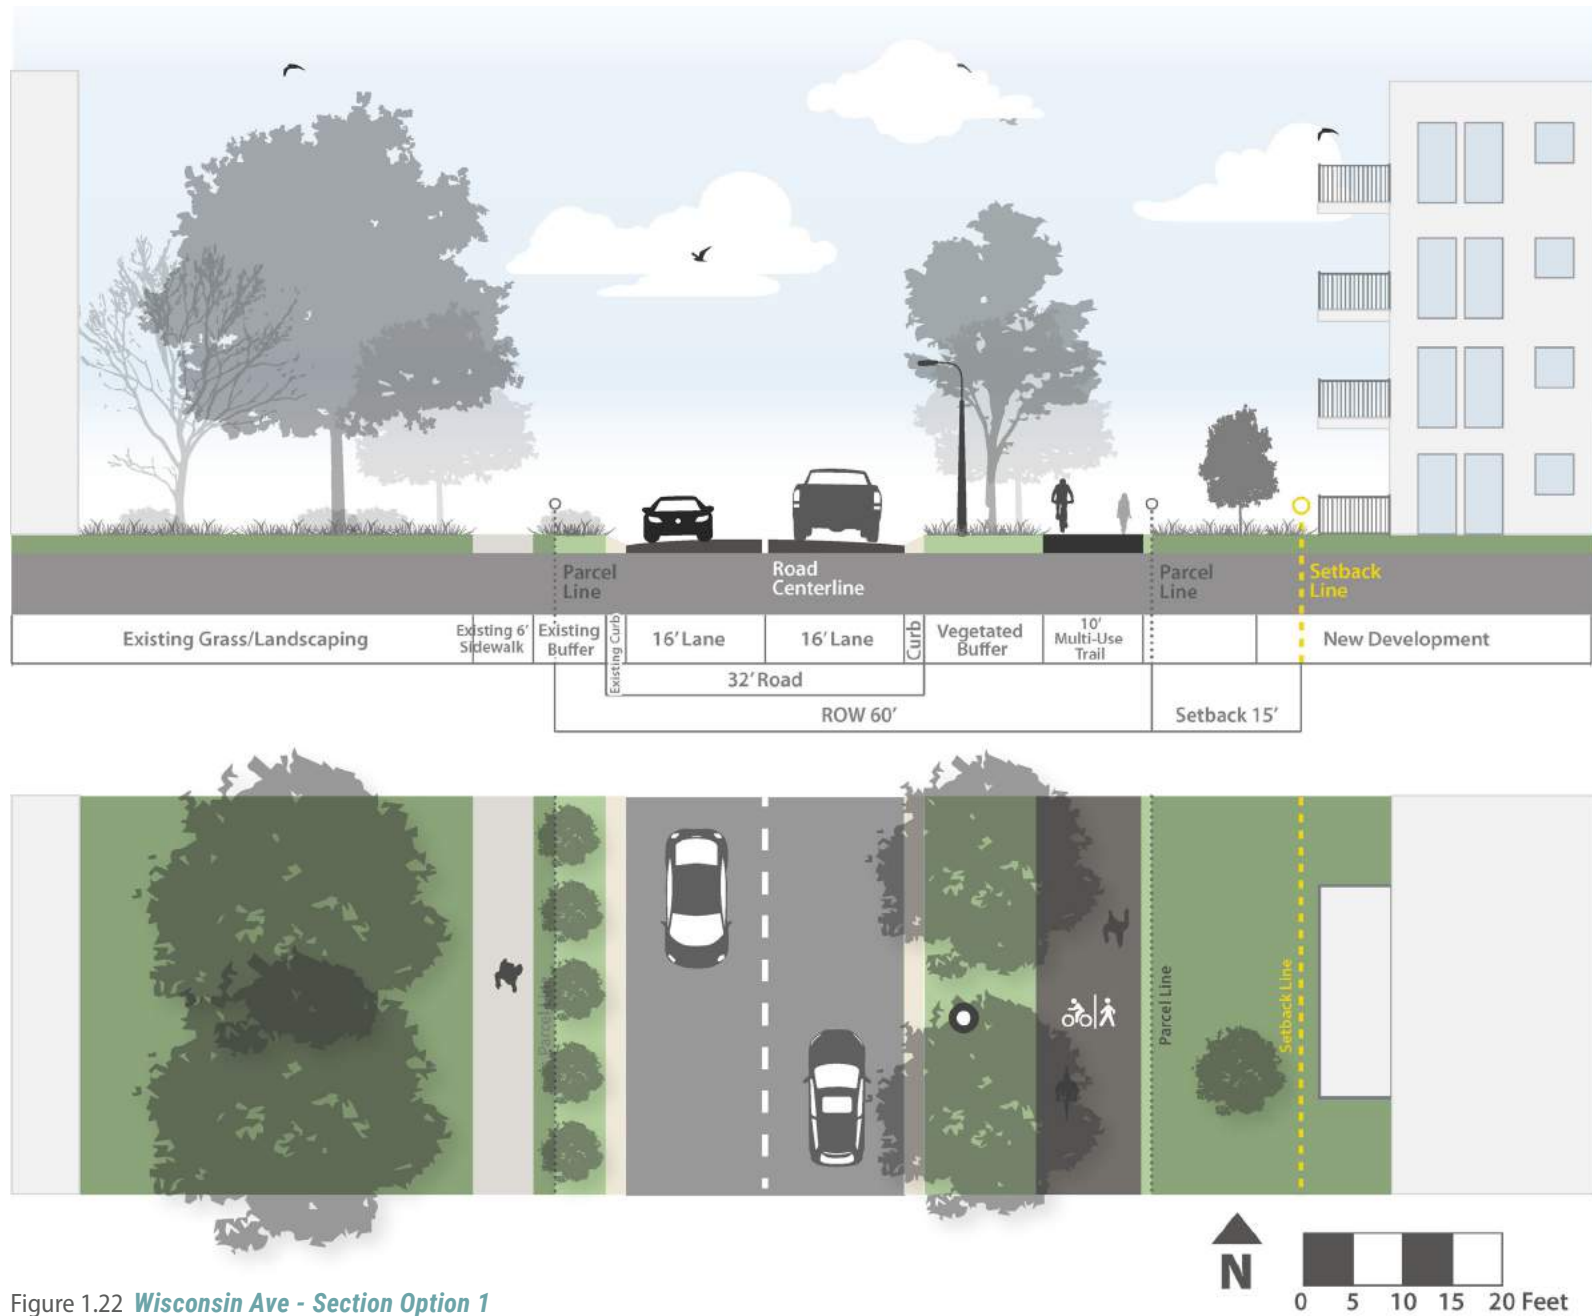 Parcel
Line
Road
Centerline
Parcel
Line
Setback
Line
Existing Grass/Landscaping
Existing 6'
Sidewalk
Existing
Buffer
Existing Curb
16' Lane
16' Lane
Curb
Vegetated
Buffer
10'
Multi-Use
Trail
New Development
32' Road
ROW 60'
Setback 15'
Parcel Line
Parcel Line
Setback Line
N
0 5 10 15 20 Feet
Figure 1.22 Wisconsin Ave - Section Option 1